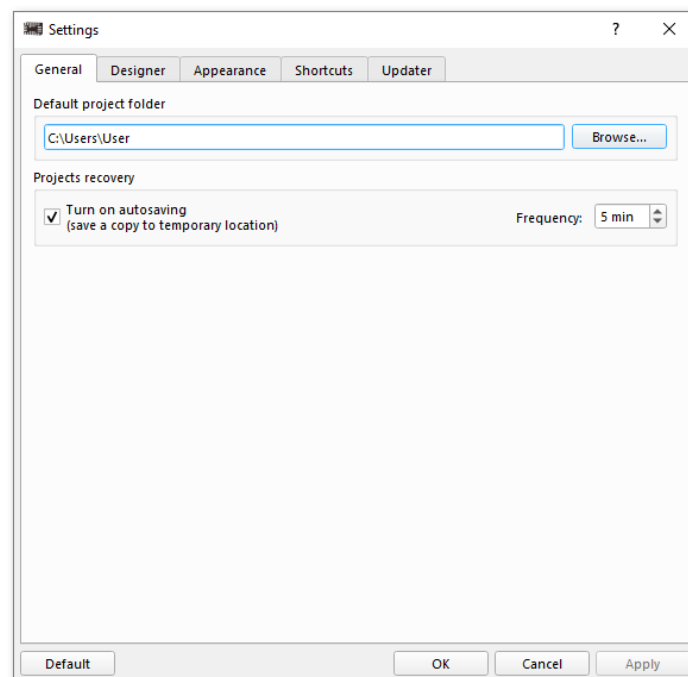 Settings
General Designer Appearance Shortcuts Updater
Default project folder
C:\Users\User Browse...
Projects recovery
Turn on autosaving
(save a copy to temporary location)
Frequency: 5 min
Default OK Cancel Apply